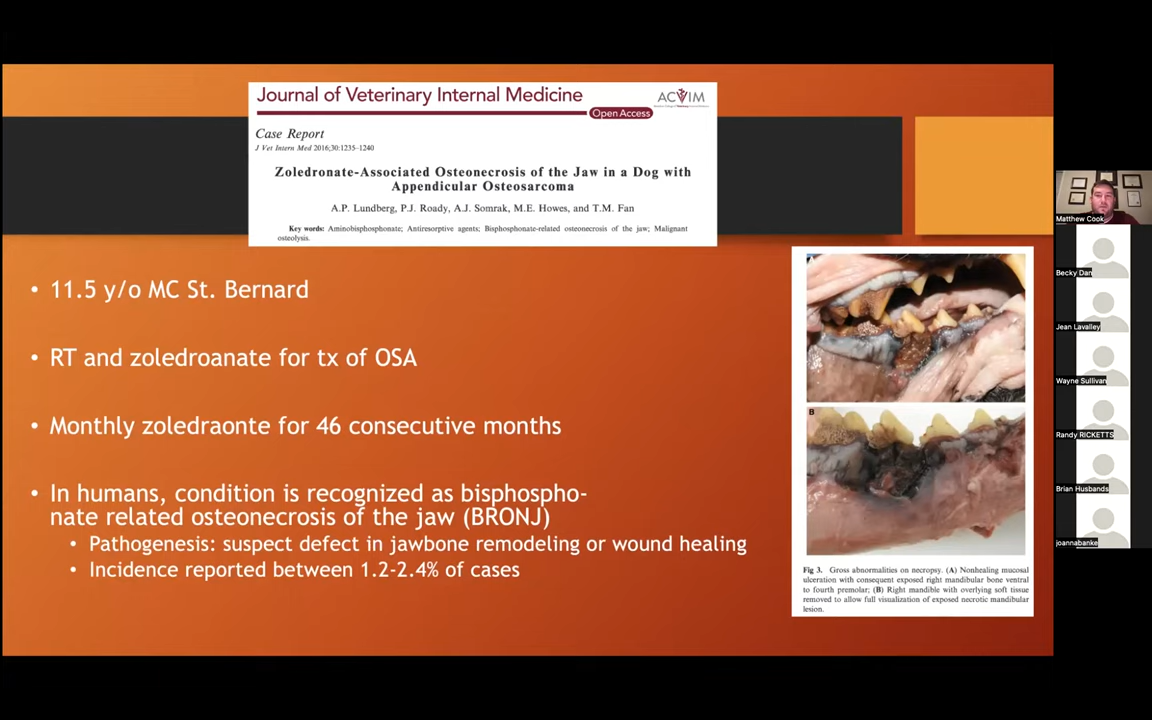 Journal of Veterinary Internal Medicine
ACVIM
Open Access
Case Report
J Vet Intern Med 2016;30:1235–1240
Zoledronate-Associated Osteonecrosis of the Jaw in a Dog with
Appendicular Osteosarcoma
A.P. Lundberg, P.J. Roady, A.J. Somrak, M.E. Howes, and T.M. Fan
Key words: Aminobisphosphonate; Antiresorptive agents; Bisphosphonate-related osteonecrosis of the jaw; Malignant
osteolysis.
• 11.5 y/o MC St. Bernard
• RT and zoledroanate for tx of OSA
• Monthly zoledraonte for 46 consecutive months
• In humans, condition is recognized as bisphospho-
nate related osteonecrosis of the jaw (BRONJ)
• Pathogenesis: suspect defect in jawbone remodeling or wound healing
• Incidence reported between 1.2-2.4% of cases
A
B
Fig 3. Gross abnormalities on necropsy. (A) Nonhealing mucosal
ulceration with consequent exposed right mandibular bone ventral
to fourth premolar; (B) Right mandible with overlying soft tissue
removed to allow full visualization of exposed necrotic mandibular
lesion.
Matthew Cook
Becky Dan
Jean Lavalley
Wayne Sullivan
Randy RICKETTS
Brian Husbands
joannabanke